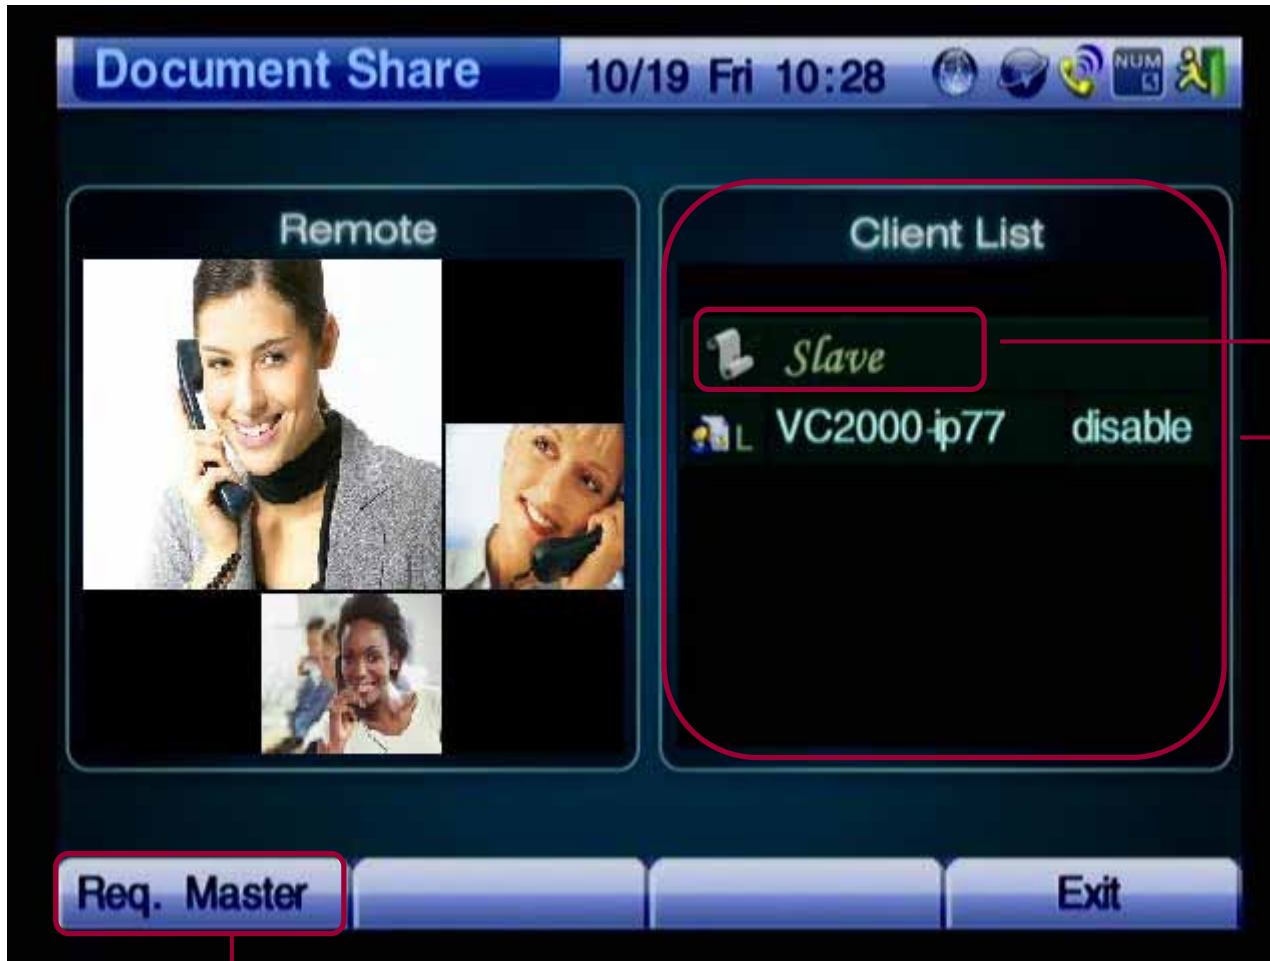 Document Share 10/19 Fri 10:28 NUM
Remote
Client List
Slave
L VC2000-ip77 disable
Req. Master Exit